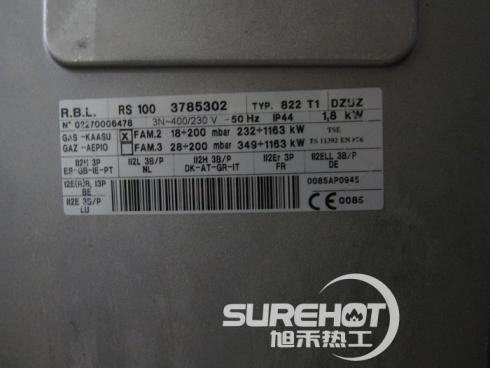 R.B.L. RS 100 3785302 TYP. 822 T1 DZUZ
N° 02270006478 3N~400/230 V ~50 Hz IP44 1,8 kW
GAS -KAASU X FAM.2 18÷200 mbar 232÷1163 kW TSE
GAZ -AEPIO FAM.3 28÷200 mbar 349÷1163 kW TS 11392 EN 676
II2H 3P II2L 3B/P II2H 3B/P II2Er 3P II2ELL 3B/P
ES-GB-IE-PT NL DK-AT-GR-IT FR DE
I2E(R)B, I3P 0085AP0945
BE
II2E 3B/P CE 0085
LU
SUREHOT
旭禾热工